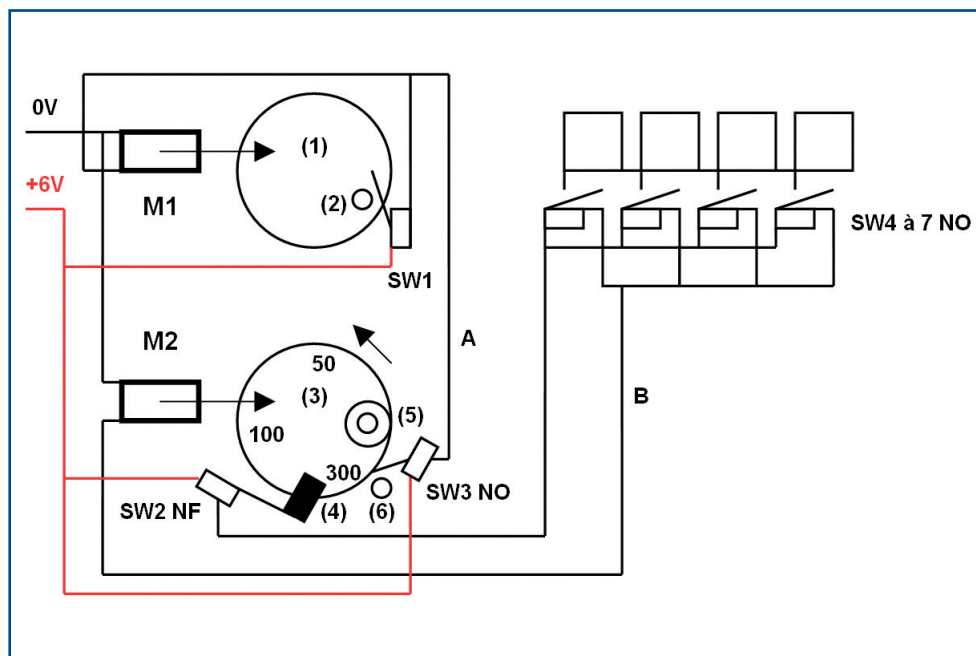 0V
+6V
M1
(1)
(2)
SW1
SW4 à 7 NO
M2
A
50
(3)
(5)
100
B
300
SW3 NO
SW2 NF
(4)
(6)